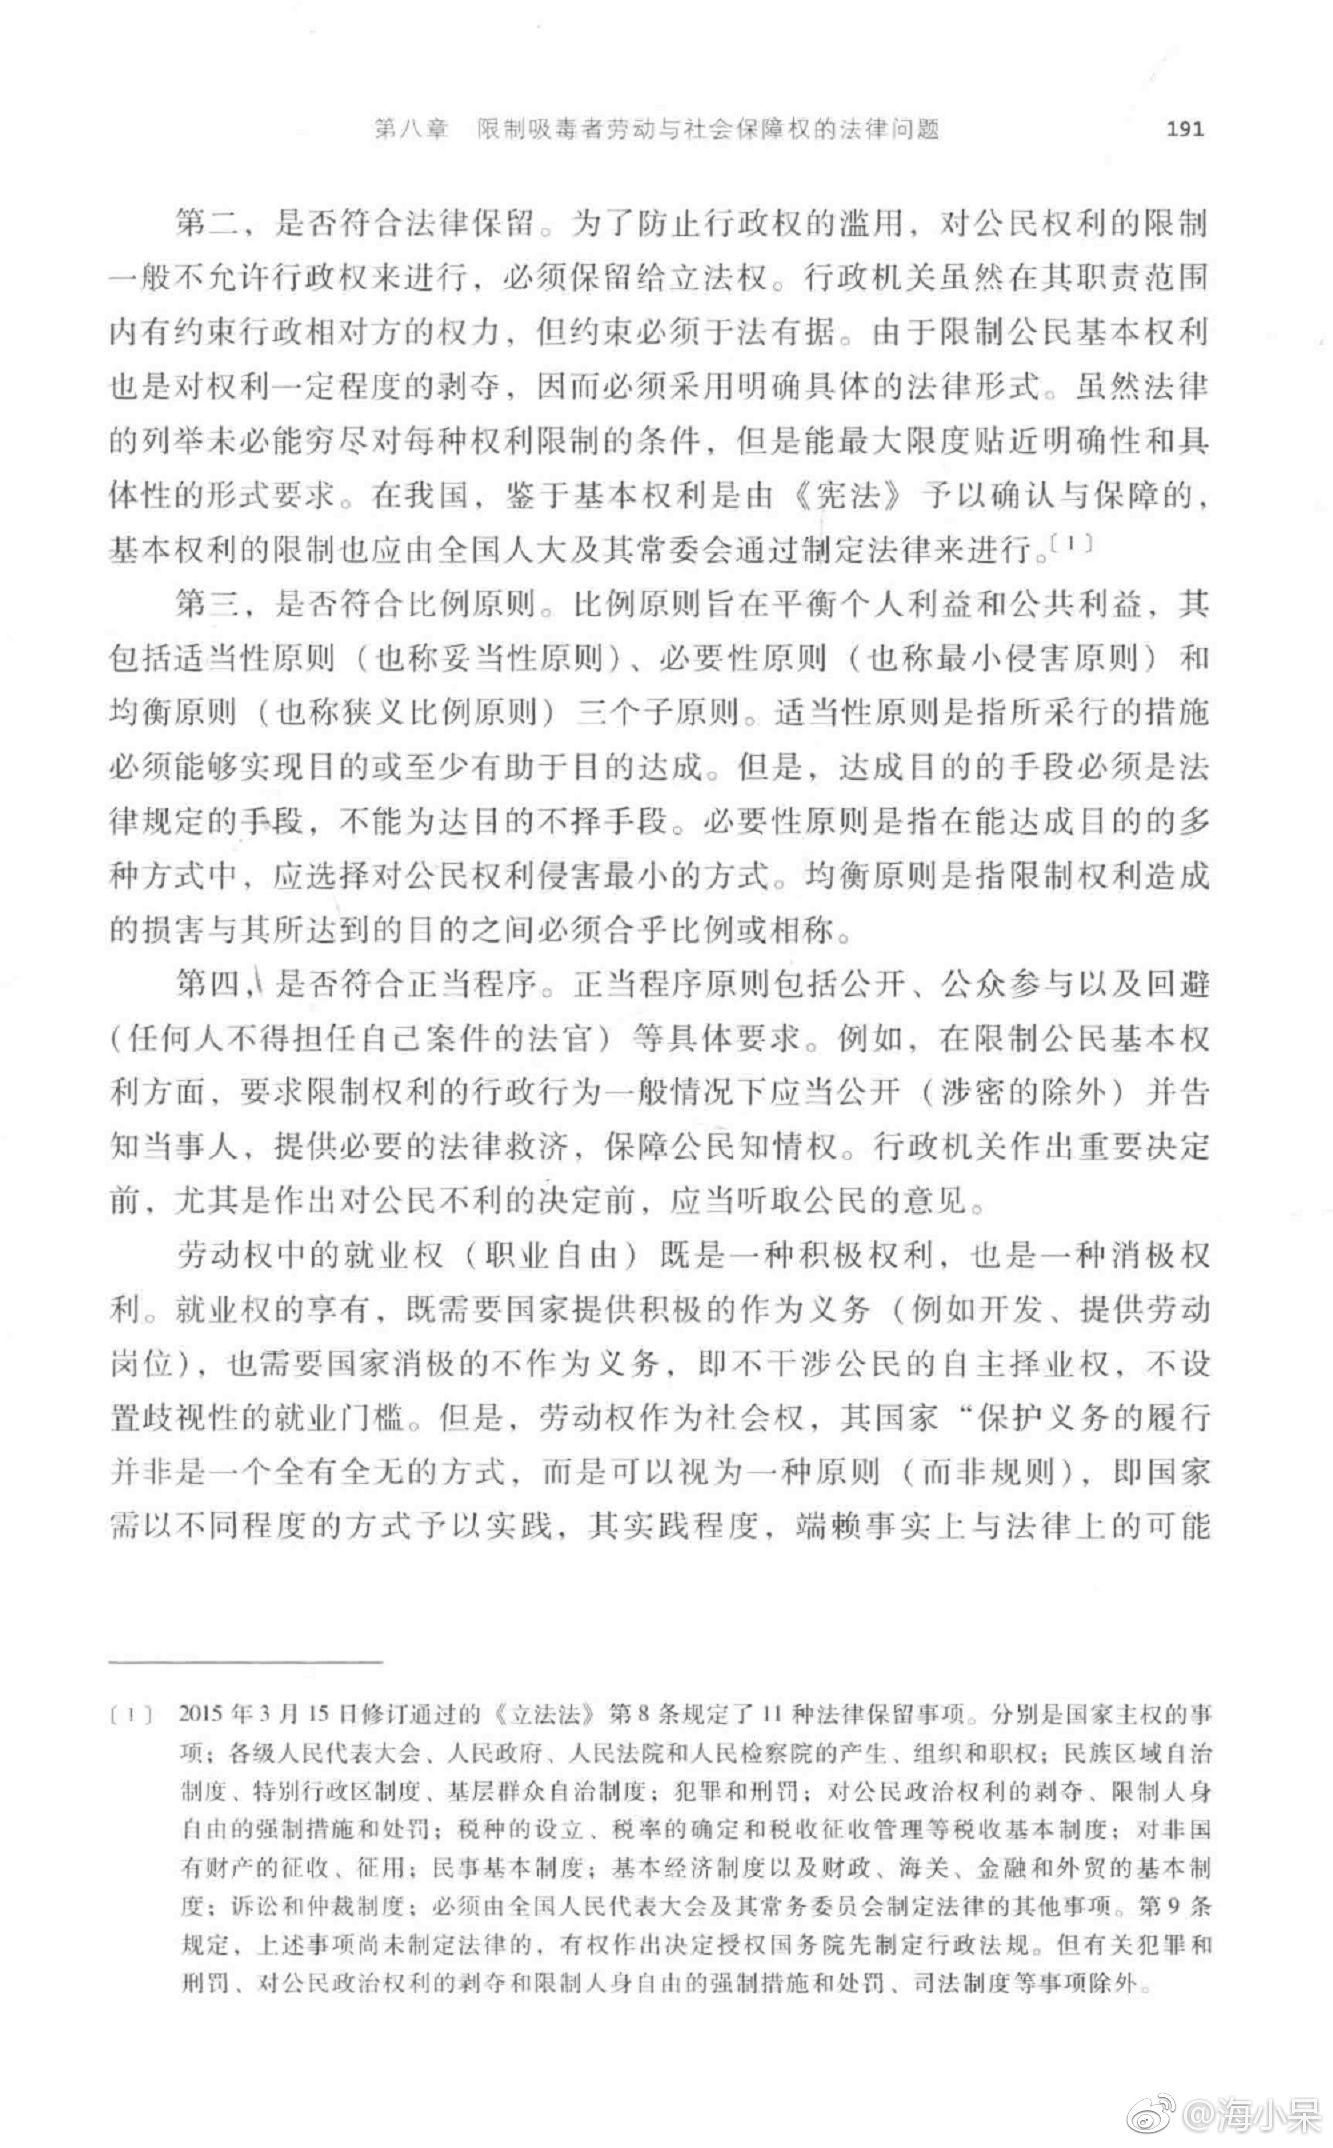 第八章 限制吸毒者劳动与社会保障权的法律问题 191
第二，是否符合法律保留。为了防止行政权的滥用，对公民权利的限制
一般不允许行政权来进行，必须保留给立法权。行政机关虽然在其职责范围
内有约束行政相对方的权力，但约束必须于法有据。由于限制公民基本权利
也是对权利一定程度的剥夺，因而必须采用明确具体的法律形式。虽然法律
的列举未必能穷尽对每种权利限制的条件，但是能最大限度贴近明确性和具
体性的形式要求。在我国，鉴于基本权利是由《宪法》予以确认与保障的，
基本权利的限制也应由全国人大及其常委会通过制定法律来进行。〔1〕
第三，是否符合比例原则。比例原则旨在平衡个人利益和公共利益，其
包括适当性原则（也称妥当性原则）、必要性原则（也称最小侵害原则）和
均衡原则（也称狭义比例原则）三个子原则。适当性原则是指所采行的措施
必须能够实现目的或至少有助于目的达成。但是，达成目的的手段必须是法
律规定的手段，不能为达目的不择手段。必要性原则是指在能达成目的的多
种方式中，应选择对公民权利侵害最小的方式。均衡原则是指限制权利造成
的损害与其所达到的目的之间必须合乎比例或相称。
第四，是否符合正当程序。正当程序原则包括公开、公众参与以及回避
（任何人不得担任自己案件的法官）等具体要求。例如，在限制公民基本权
利方面，要求限制权利的行政行为一般情况下应当公开（涉密的除外）并告
知当事人，提供必要的法律救济，保障公民知情权。行政机关作出重要决定
前，尤其是作出对公民不利的决定前，应当听取公民的意见。
劳动权中的就业权（职业自由）既是一种积极权利，也是一种消极权
利。就业权的享有，既需要国家提供积极的作为义务（例如开发、提供劳动
岗位），也需要国家消极的不作为义务，即不干涉公民的自主择业权，不设
置歧视性的就业门槛。但是，劳动权作为社会权，其国家“保护义务的履行
并非是一个全有全无的方式，而是可以视为一种原则（而非规则），即国家
需以不同程度的方式予以实践，其实践程度，端赖事实上与法律上的可能
〔1〕 2015年3月15日修订通过的《立法法》第8条规定了11种法律保留事项。分别是国家主权的事
项；各级人民代表大会、人民政府、人民法院和人民检察院的产生、组织和职权；民族区域自治
制度、特别行政区制度、基层群众自治制度；犯罪和刑罚；对公民政治权利的剥夺、限制人身
自由的强制措施和处罚；税种的设立、税率的确定和税收征收管理等税收基本制度；对非国
有财产的征收、征用；民事基本制度；基本经济制度以及财政、海关、金融和外贸的基本制
度；诉讼和仲裁制度；必须由全国人民代表大会及其常务委员会制定法律的其他事项。第9条
规定，上述事项尚未制定法律的，有权作出决定授权国务院先制定行政法规。但有关犯罪和
刑罚、对公民政治权利的剥夺和限制人身自由的强制措施和处罚、司法制度等事项除外。
@海小呆